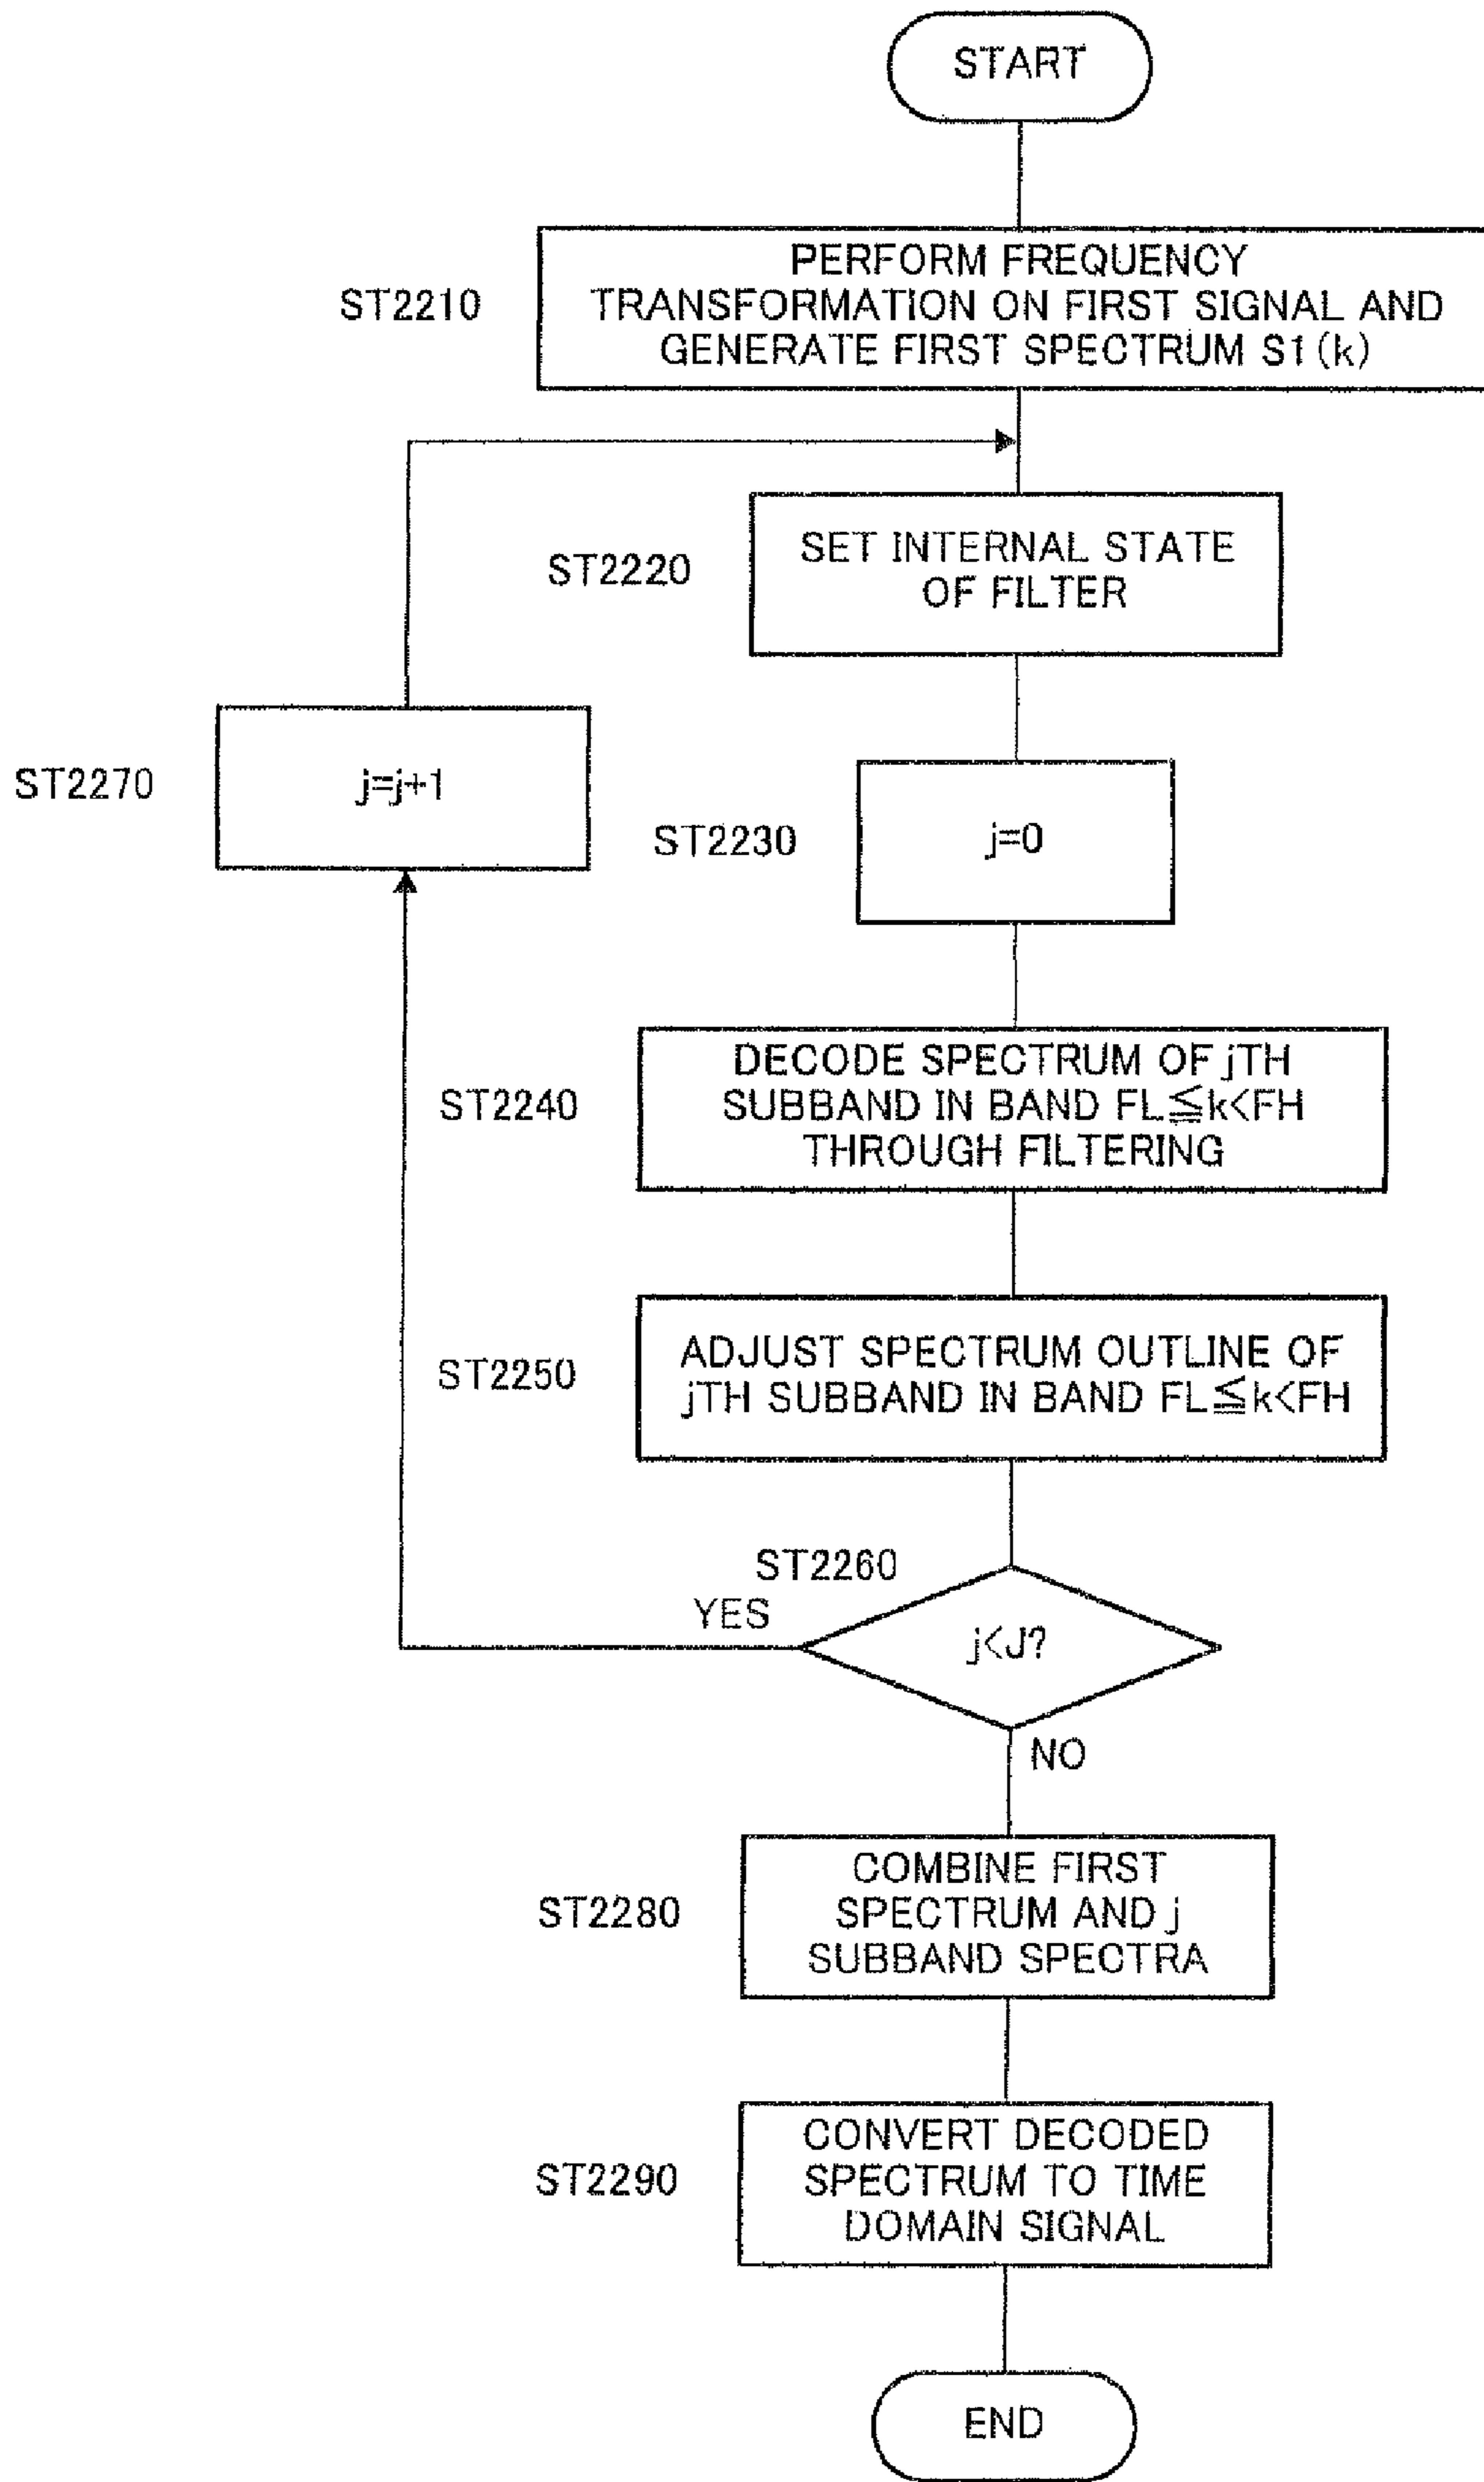 START
PERFORM FREQUENCY
TRANSFORMATION ON FIRST SIGNAL AND
GENERATE FIRST SPECTRUM S1(k)
ST2210
SET INTERNAL STATE
OF FILTER
ST2220
j=j+1
ST2270
j=0
ST2230
DECODE SPECTRUM OF jTH
SUBBAND IN BAND FL≦k<FH
THROUGH FILTERING
ST2240
ADJUST SPECTRUM OUTLINE OF
jTH SUBBAND IN BAND FL≦k<FH
ST2250
ST2260
YES
j<J?
NO
COMBINE FIRST
SPECTRUM AND j
SUBBAND SPECTRA
ST2280
CONVERT DECODED
SPECTRUM TO TIME
DOMAIN SIGNAL
ST2290
END